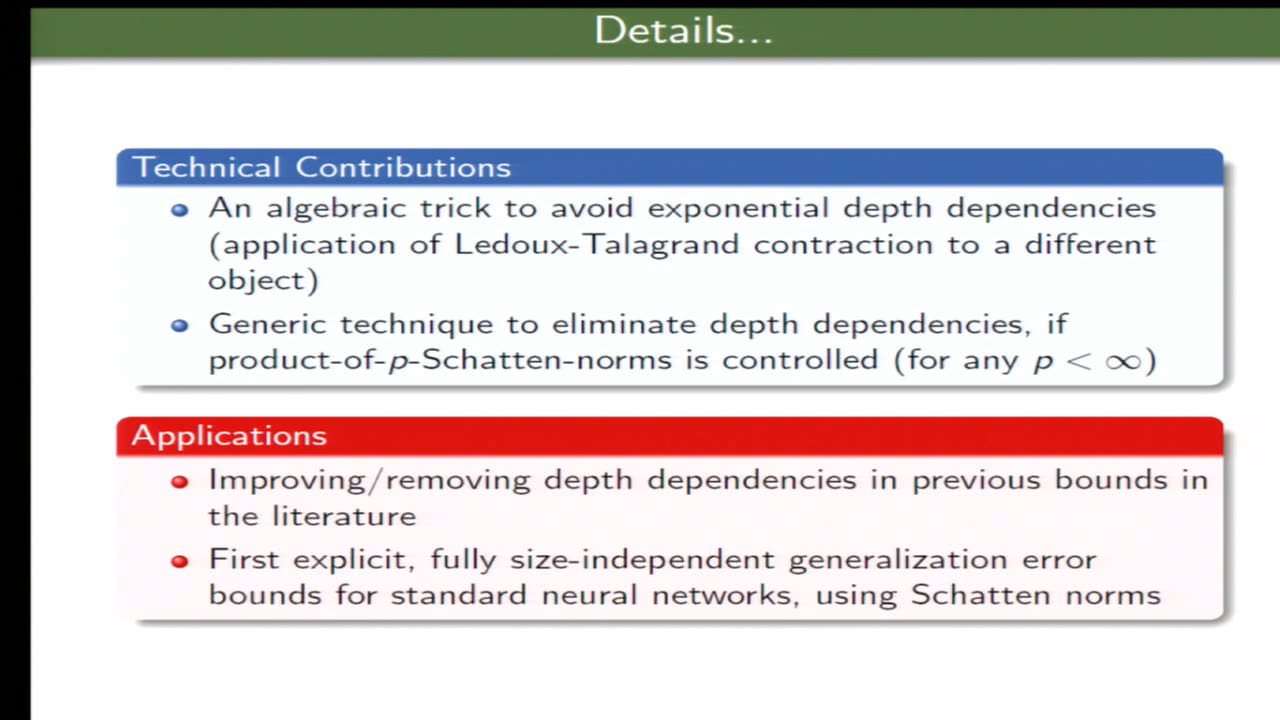 Details...
Technical Contributions
An algebraic trick to avoid exponential depth dependencies
(application of Ledoux-Talagrand contraction to a different
object)
Generic technique to eliminate depth dependencies, if
product-of-p-Schatten-norms is controlled (for any p < ∞)
Applications
Improving/removing depth dependencies in previous bounds in
the literature
First explicit, fully size-independent generalization error
bounds for standard neural networks, using Schatten norms